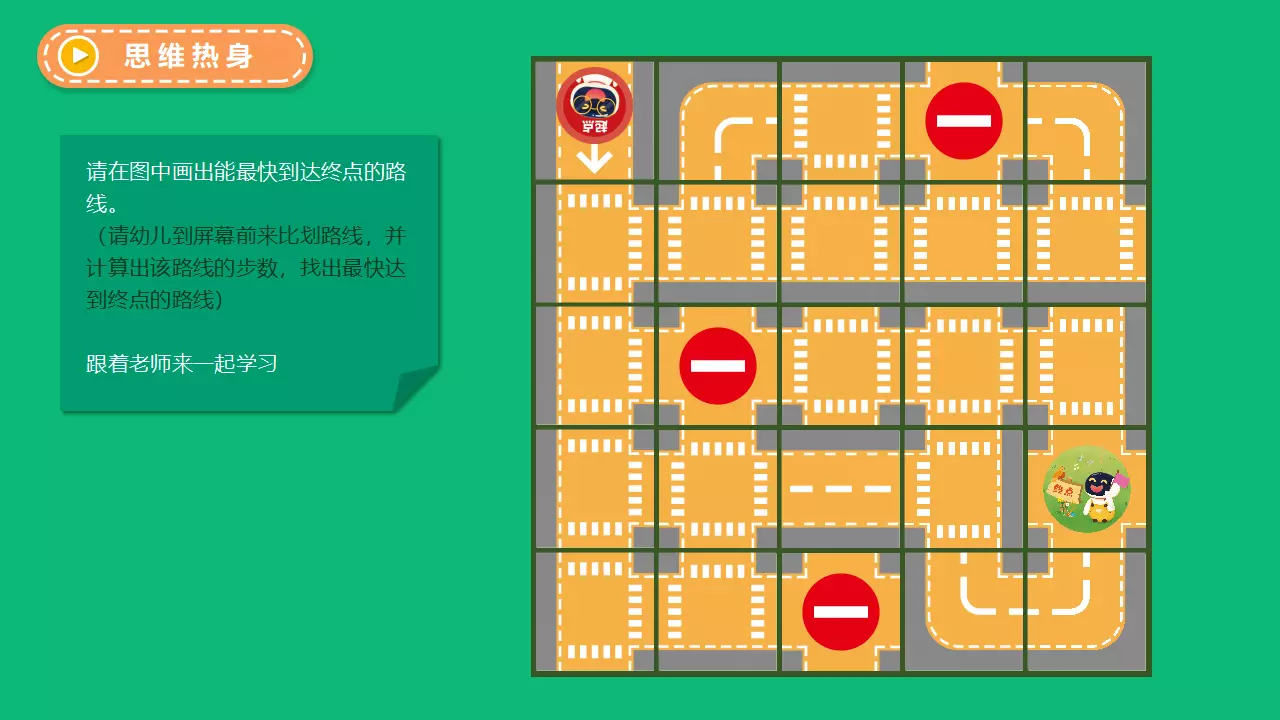 思维热身
起点
请在图中画出能最快到达终点的路
线。
（请幼儿到屏幕前来比划路线，并
计算出该路线的步数，找出最快达
到终点的路线）
跟着老师来一起学习
终点